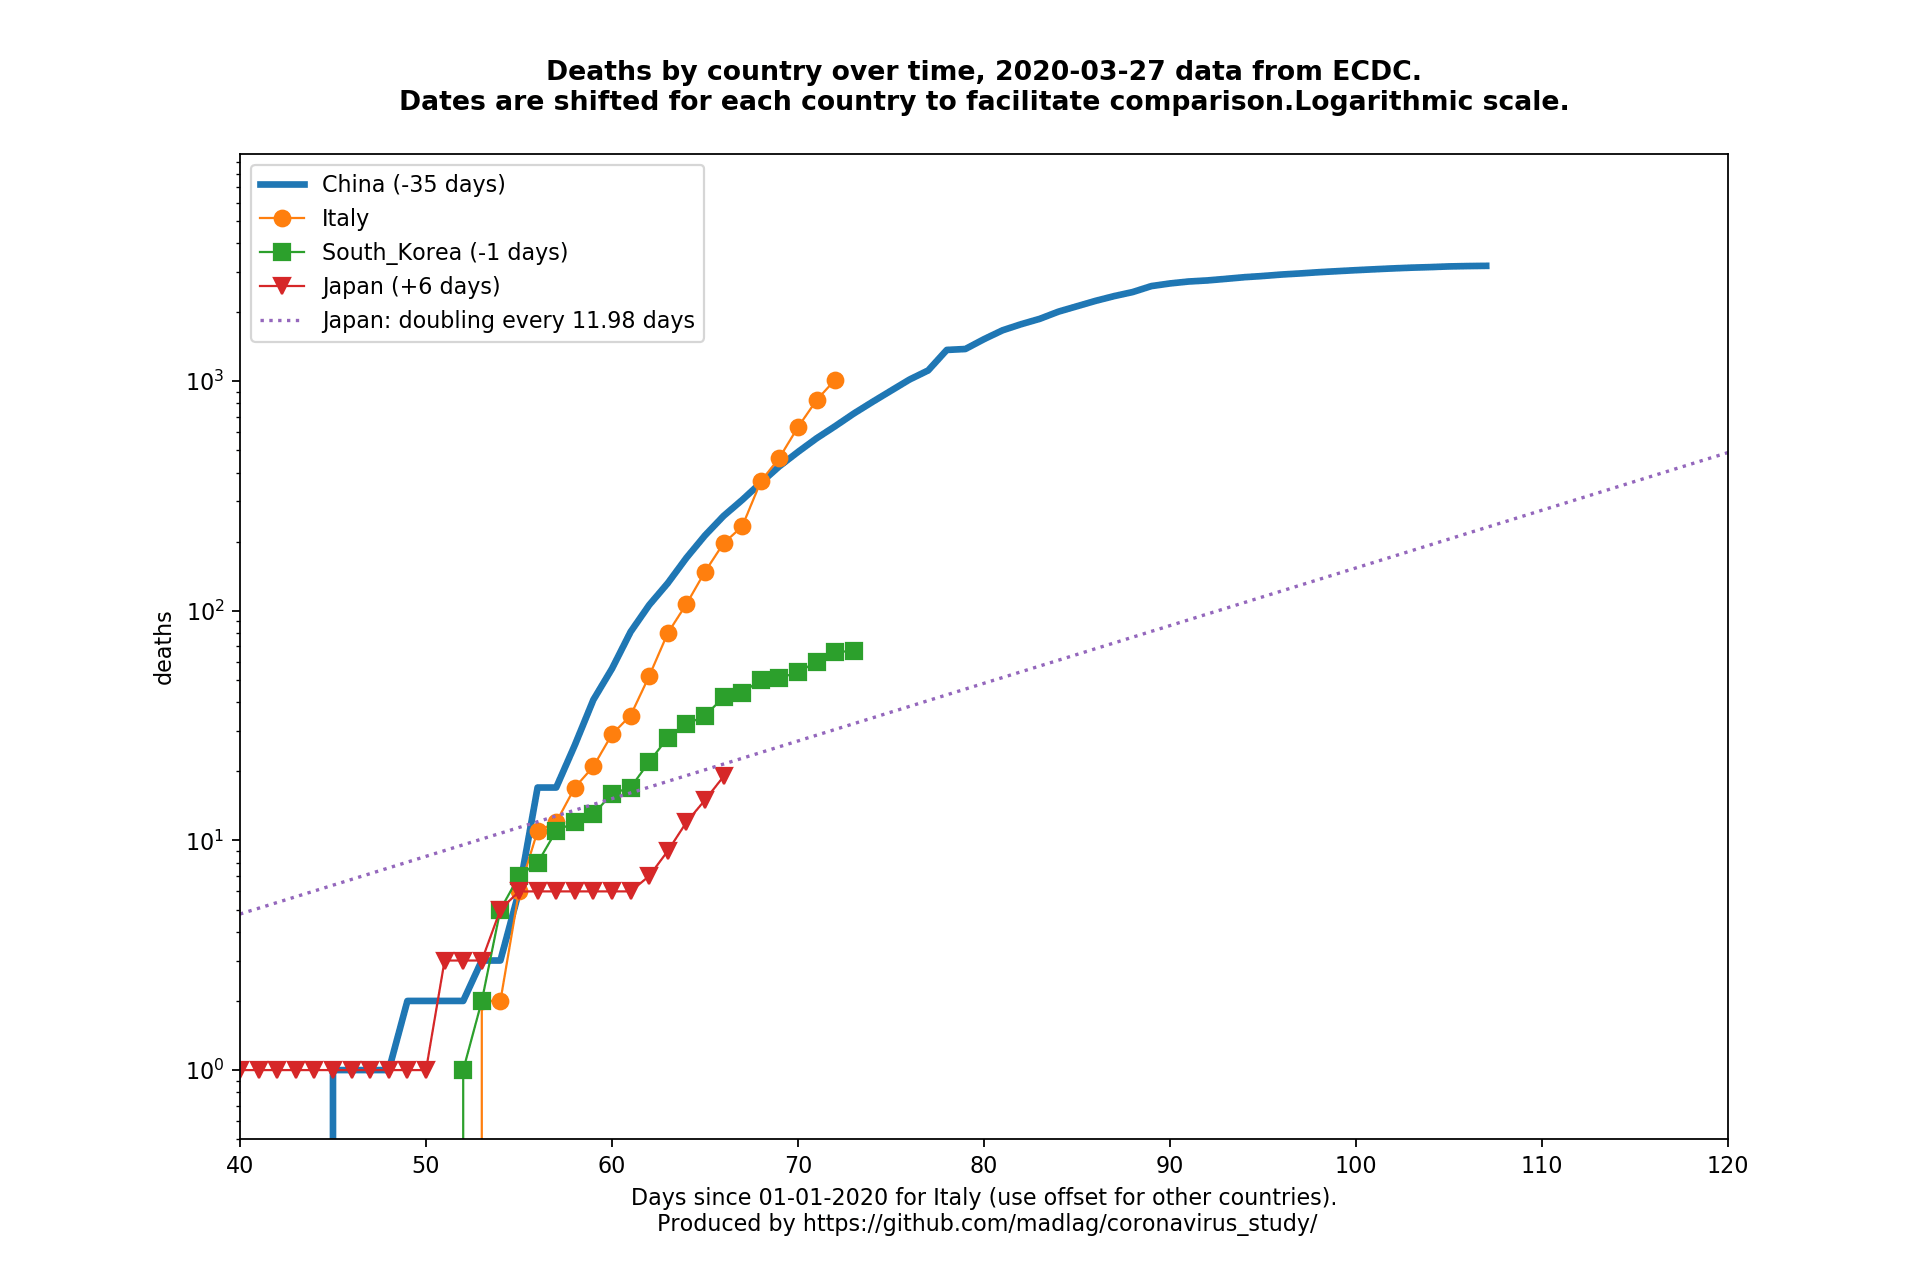 Deaths by country over time, 2020-03-27 data from ECDC.
Dates are shifted for each country to facilitate comparison.Logarithmic scale.
China (-35 days)
Italy
South_Korea (-1 days)
Japan (+6 days)
Japan: doubling every 11.98 days
10³
10²
10¹
10⁰
deaths
40 50 60 70 80 90 100 110 120
Days since 01-01-2020 for Italy (use offset for other countries).
Produced by https://github.com/madlag/coronavirus_study/